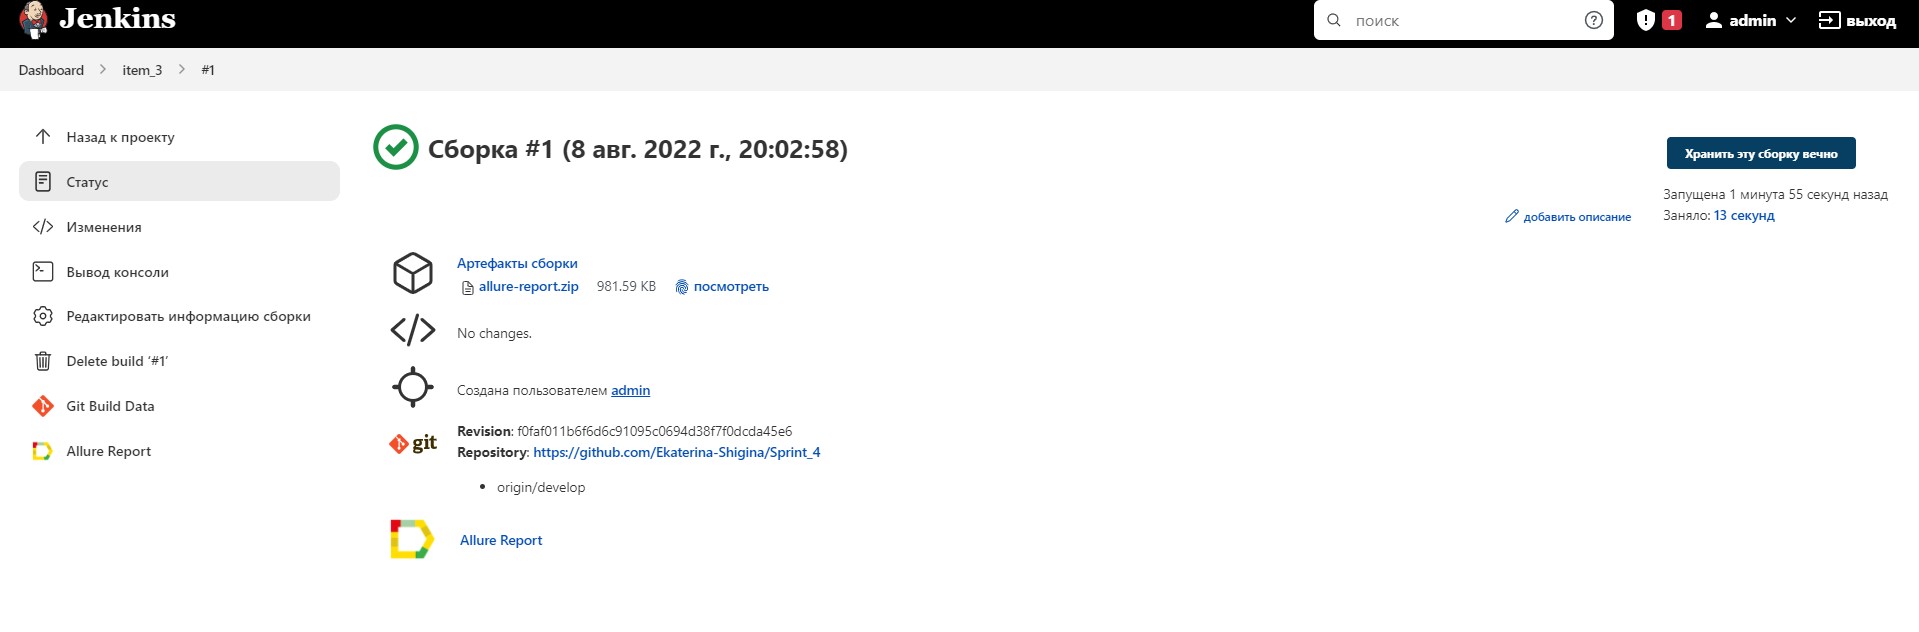 Jenkins
поиск
1
admin
выход
Dashboard
item_3
#1
Назад к проекту
Статус
Изменения
Вывод консоли
Редактировать информацию сборки
Delete build ‘#1’
Git Build Data
Allure Report
Сборка #1 (8 авг. 2022 г., 20:02:58)
Хранить эту сборку вечно
Запущена 1 минута 55 секунд назад
добавить описание
Заняло: 13 секунд
Артефакты сборки
allure-report.zip 981.59 KB посмотреть
No changes.
Создана пользователем admin
git
Revision: f0faf011b6f6d6c91095c0694d38f7f0dcda45e6
Repository: https://github.com/Ekaterina-Shigina/Sprint_4
origin/develop
Allure Report